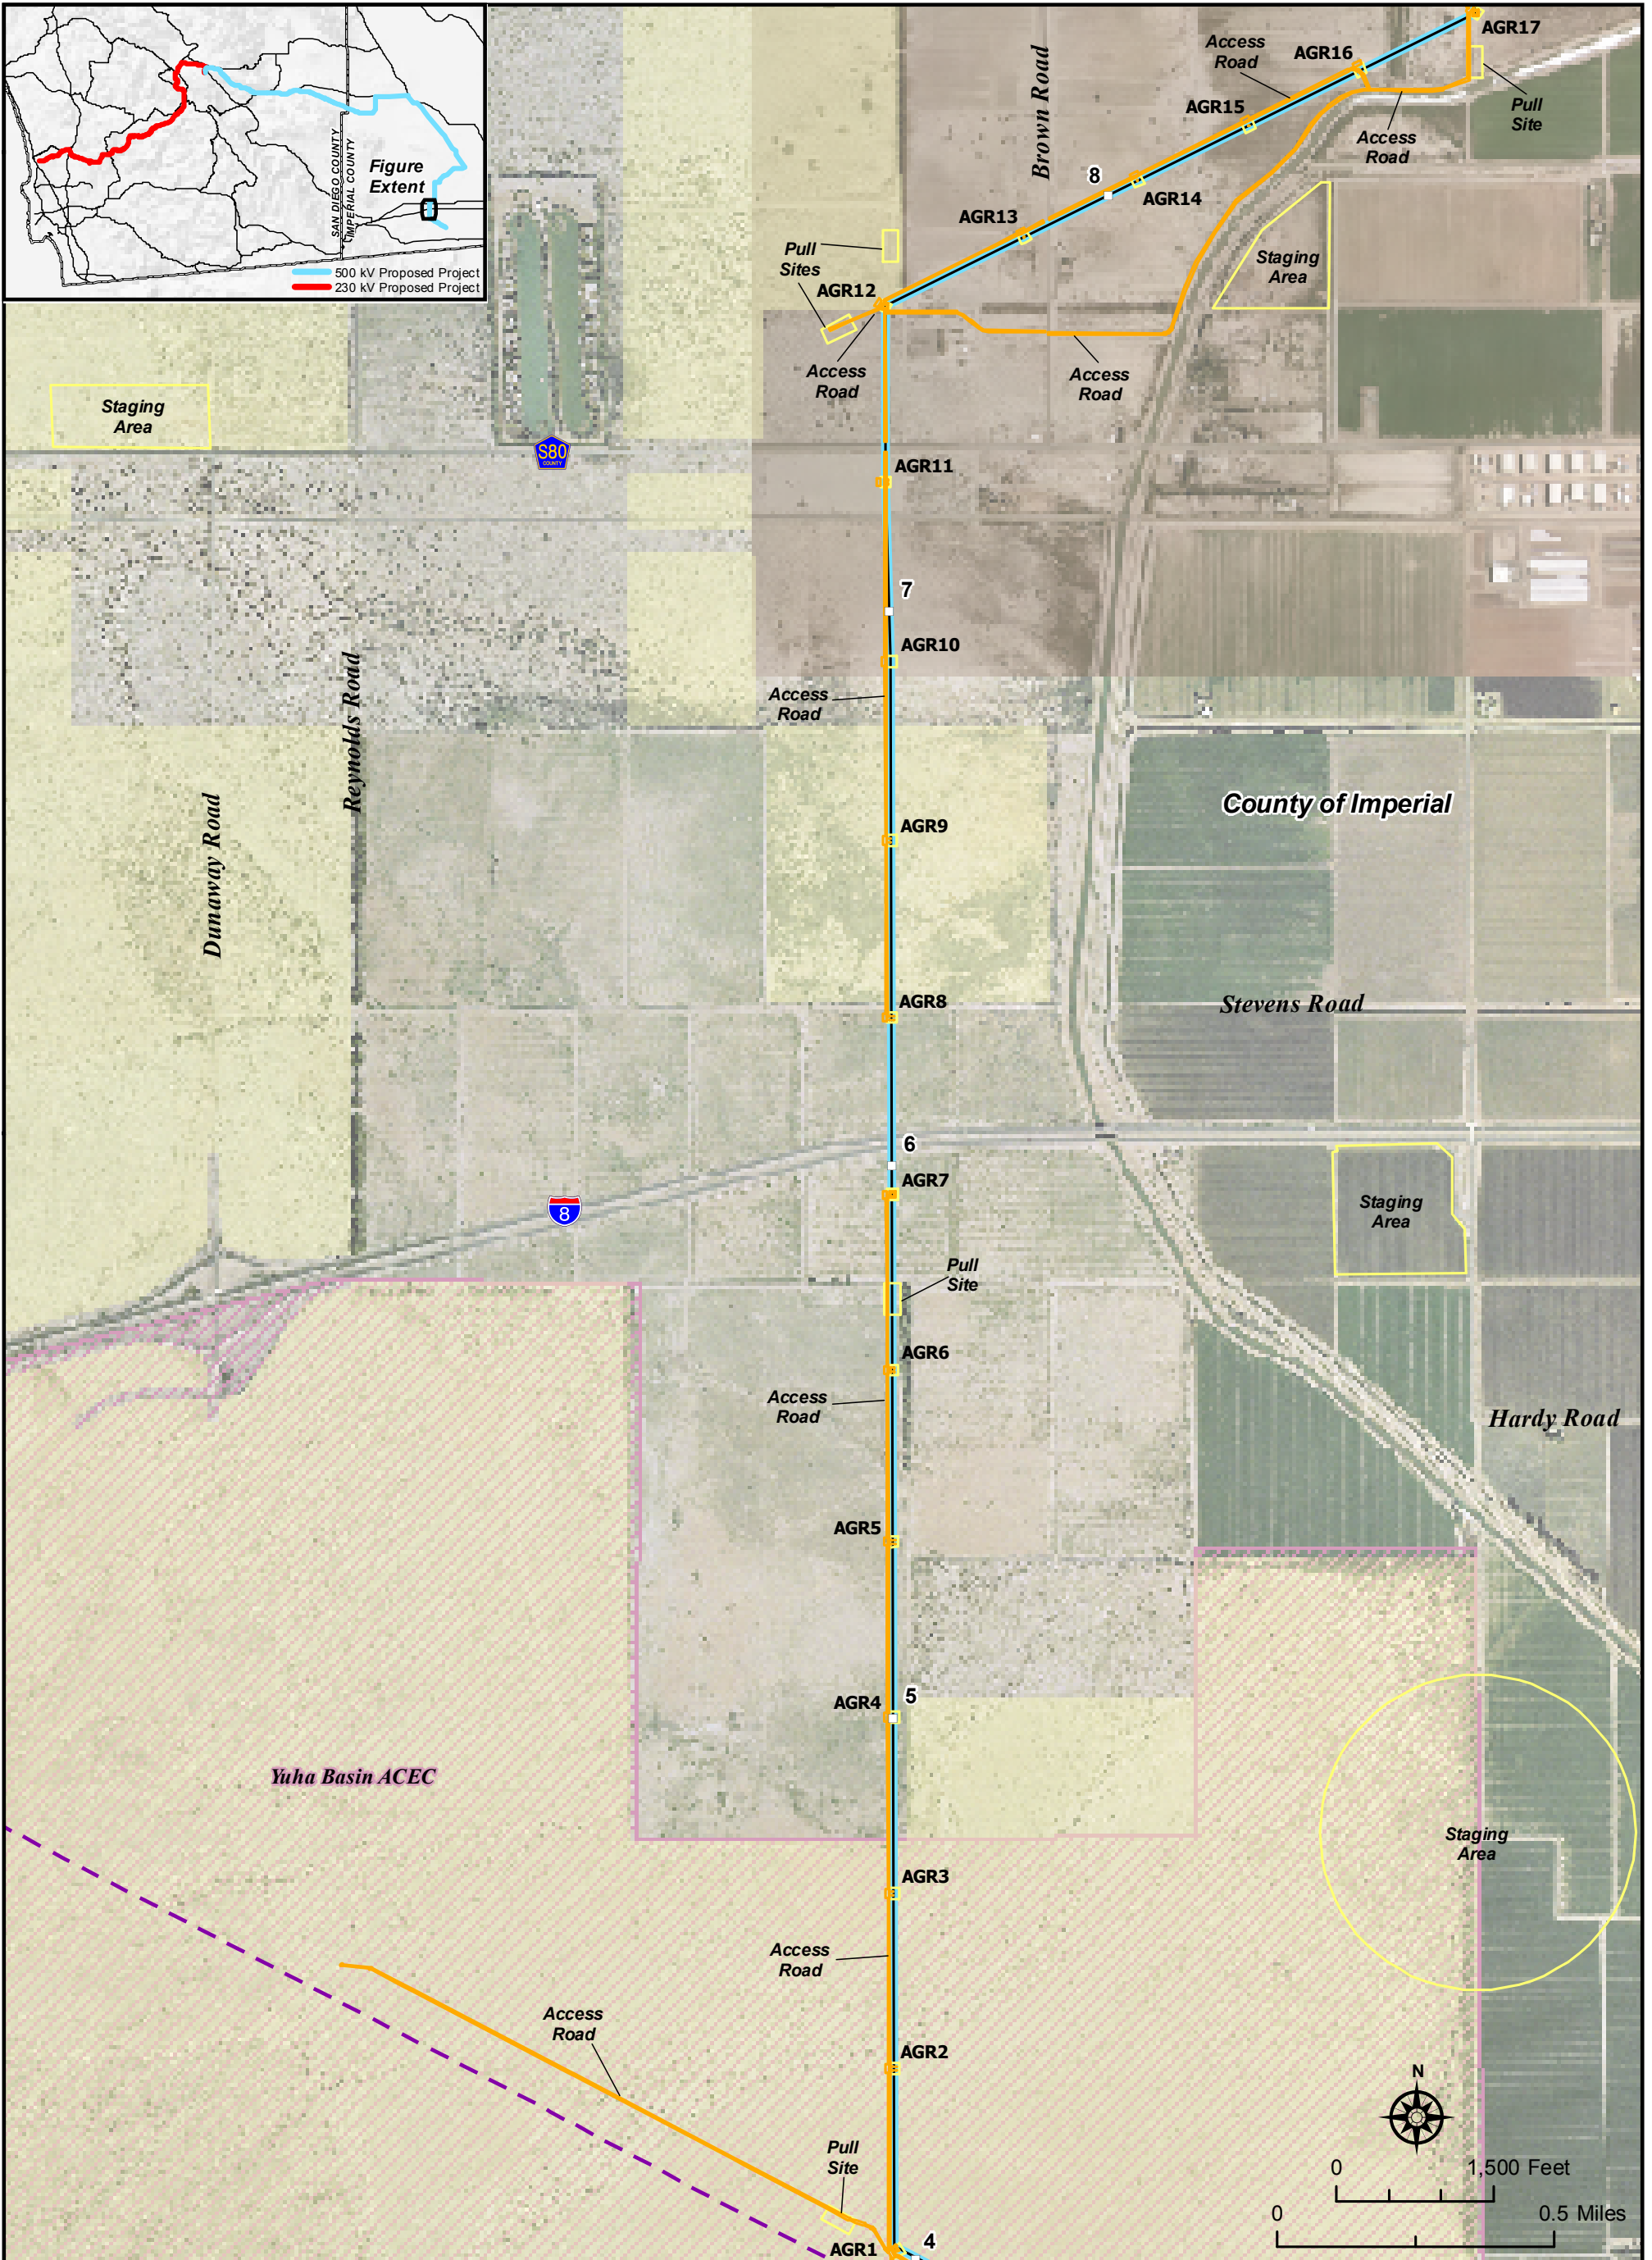 SAN DIEGO COUNTY
IMPERIAL COUNTY
Figure
Extent
500 kV Proposed Project
230 kV Proposed Project
AGR17
Access
Road
AGR16
Brown Road
Pull
Site
AGR15
Access
Road
8
AGR14
AGR13
Pull
Sites
Staging
Area
AGR12
Access
Road
Access
Road
Staging
Area
S80
COUNTY
AGR11
7
AGR10
Access
Road
Reynolds Road
Dunaway Road
County of Imperial
AGR9
AGR8
Stevens Road
6
AGR7
8
Staging
Area
Pull
Site
AGR6
Access
Road
Hardy Road
AGR5
AGR4
5
Yuha Basin ACEC
Staging
Area
AGR3
Access
Road
Access
Road
AGR2
N
Pull
Site
0 1,500 Feet
0 0.5 Miles
AGR1
4